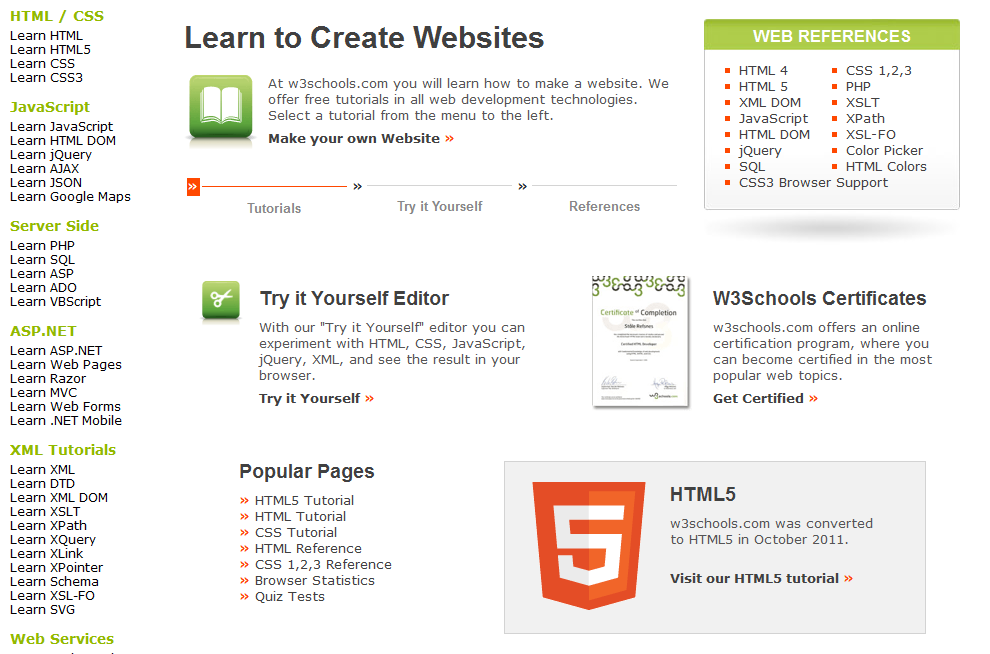 HTML / CSS
Learn HTML
Learn HTML5
Learn CSS
Learn CSS3
JavaScript
Learn JavaScript
Learn HTML DOM
Learn jQuery
Learn AJAX
Learn JSON
Learn Google Maps
Server Side
Learn PHP
Learn SQL
Learn ASP
Learn ADO
Learn VBScript
ASP.NET
Learn ASP.NET
Learn Web Pages
Learn Razor
Learn MVC
Learn Web Forms
Learn .NET Mobile
XML Tutorials
Learn XML
Learn DTD
Learn XML DOM
Learn XSLT
Learn XPath
Learn XQuery
Learn XLink
Learn XPointer
Learn Schema
Learn XSL-FO
Learn SVG
Web Services
Learn to Create Websites
At w3schools.com you will learn how to make a website. We
offer free tutorials in all web development technologies.
Select a tutorial from the menu to the left.
Make your own Website »
» » »
Tutorials
Try it Yourself
References
WEB REFERENCES
HTML 4
HTML 5
XML DOM
JavaScript
HTML DOM
jQuery
SQL
CSS3 Browser Support
CSS 1,2,3
PHP
XSLT
XPath
XSL-FO
Color Picker
HTML Colors
Try it Yourself Editor
With our "Try it Yourself" editor you can
experiment with HTML, CSS, JavaScript,
jQuery, XML, and see the result in your
browser.
Try it Yourself »
Certificate of Completion
Ståle Refsnes
W3Schools Certificates
w3schools.com offers an online
certification program, where you
can become certified in the most
popular web topics.
Get Certified »
Popular Pages
» HTML5 Tutorial
» HTML Tutorial
» CSS Tutorial
» HTML Reference
» CSS 1,2,3 Reference
» Browser Statistics
» Quiz Tests
5
HTML5
w3schools.com was converted
to HTML5 in October 2011.
Visit our HTML5 tutorial »